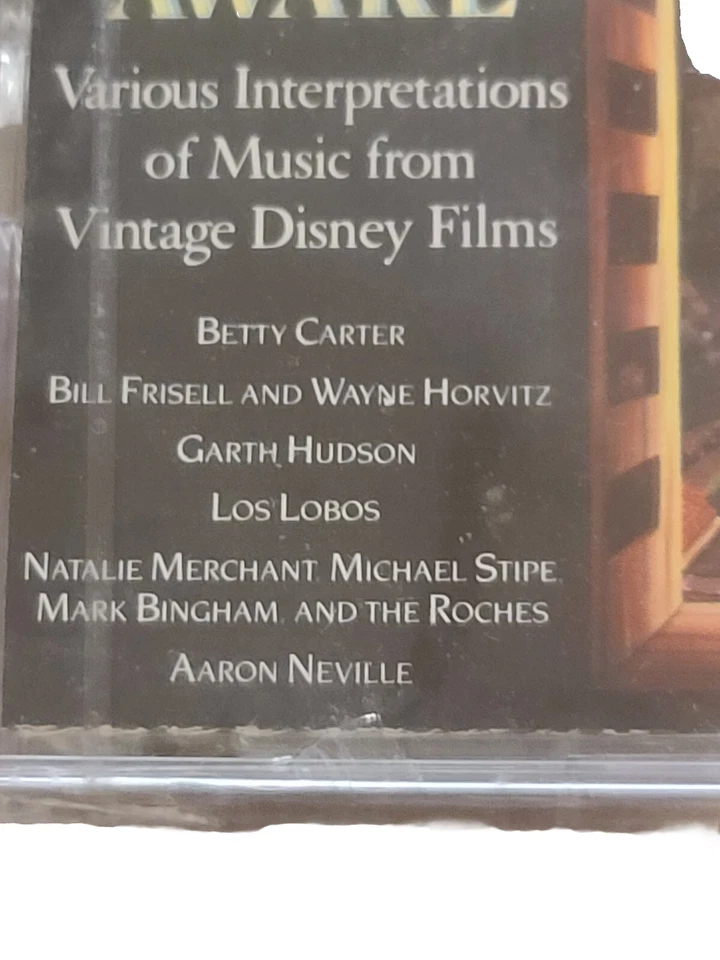 AWAKE
Various Interpretations
of Music from
Vintage Disney Films
BETTY CARTER
BILL FRISELL AND WAYNE HORVITZ
GARTH HUDSON
LOS LOBOS
NATALIE MERCHANT, MICHAEL STIPE,
MARK BINGHAM, AND THE ROCHES
AARON NEVILLE